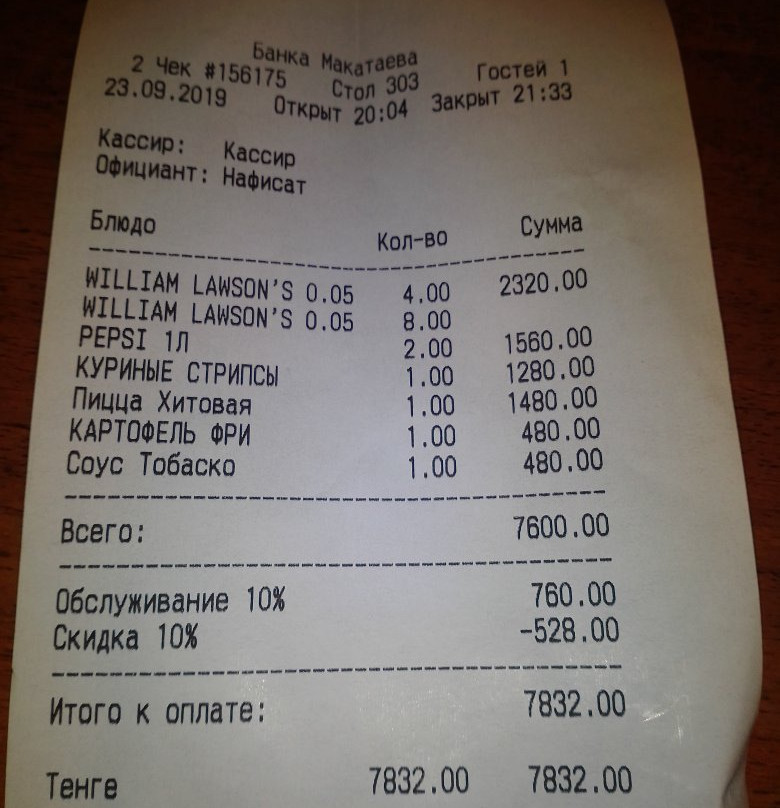 Банка Макатаева
2 Чек #156175 Стол 303 Гостей 1
23.09.2019 Открыт 20:04 Закрыт 21:33
Кассир: Кассир
Официант: Нафисат
Блюдо Кол-во Сумма
WILLIAM LAWSON'S 0.05 4.00 2320.00
WILLIAM LAWSON'S 0.05 8.00
PEPSI 1Л 2.00 1560.00
КУРИНЫЕ СТРИПСЫ 1.00 1280.00
Пицца Хитовая 1.00 1480.00
КАРТОФЕЛЬ ФРИ 1.00 480.00
Соус Тобаско 1.00 480.00
Всего: 7600.00
Обслуживание 10% 760.00
Скидка 10% -528.00
Итого к оплате: 7832.00
Тенге 7832.00 7832.00